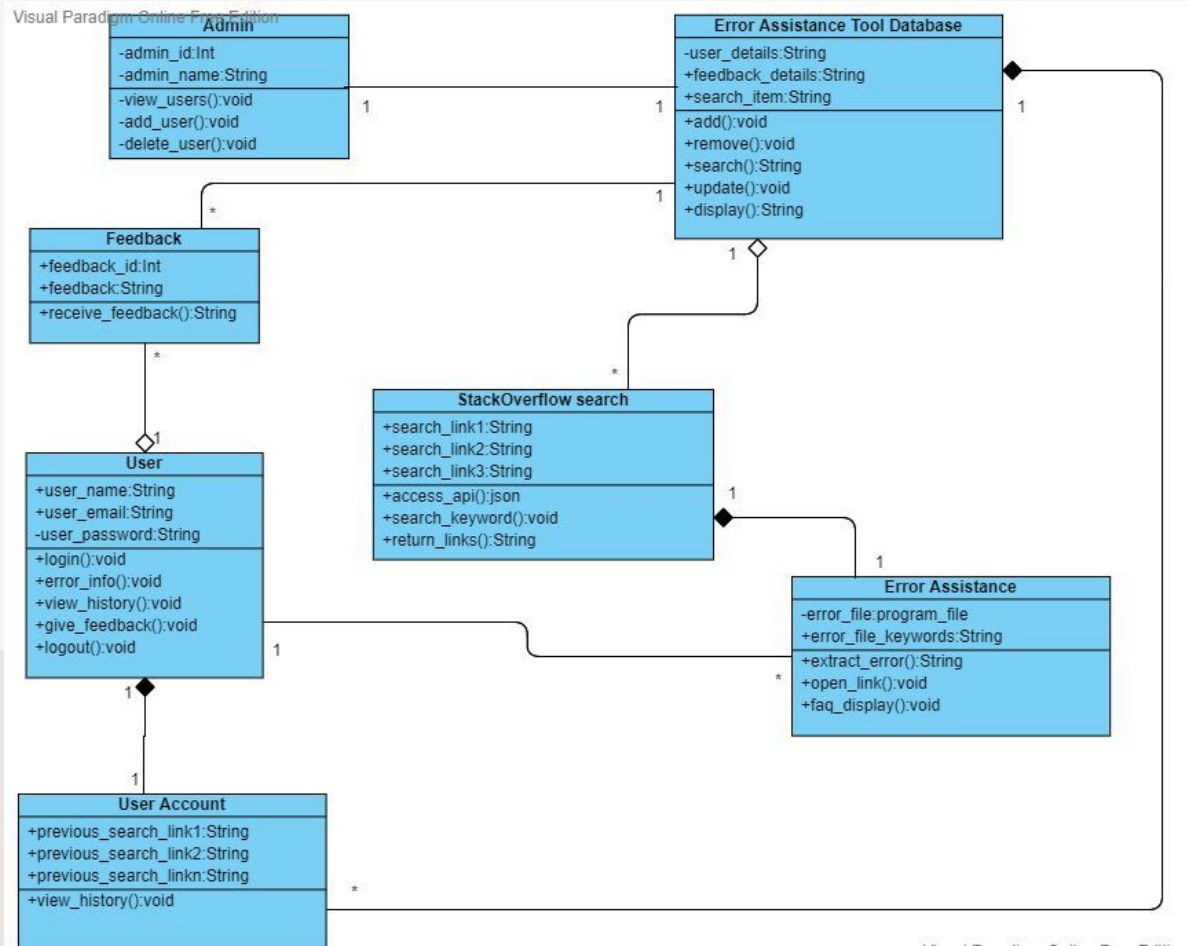 Visual Paradigm Online Free Edition
Admin
-admin_id:Int
-admin_name:String
-view_users():void
-add_user():void
-delete_user():void
1
1
Error Assistance Tool Database
-user_details:String
+feedback_details:String
+search_item:String
+add():void
+remove():void
+search():String
+update():void
+display():String
1
1
*
1
Feedback
+feedback_id:Int
+feedback:String
+receive_feedback():String
*
1
*
StackOverflow search
+search_link1:String
+search_link2:String
+search_link3:String
+access_api():json
+search_keyword():void
+return_links():String
1
1
User
+user_name:String
+user_email:String
-user_password:String
+login():void
+error_info():void
+view_history():void
+give_feedback():void
+logout():void
1
*
Error Assistance
-error_file:program_file
+error_file_keywords:String
+extract_error():String
+open_link():void
+faq_display():void
1
1
User Account
+previous_search_link1:String
+previous_search_link2:String
+previous_search_linkn:String
+view_history():void
*